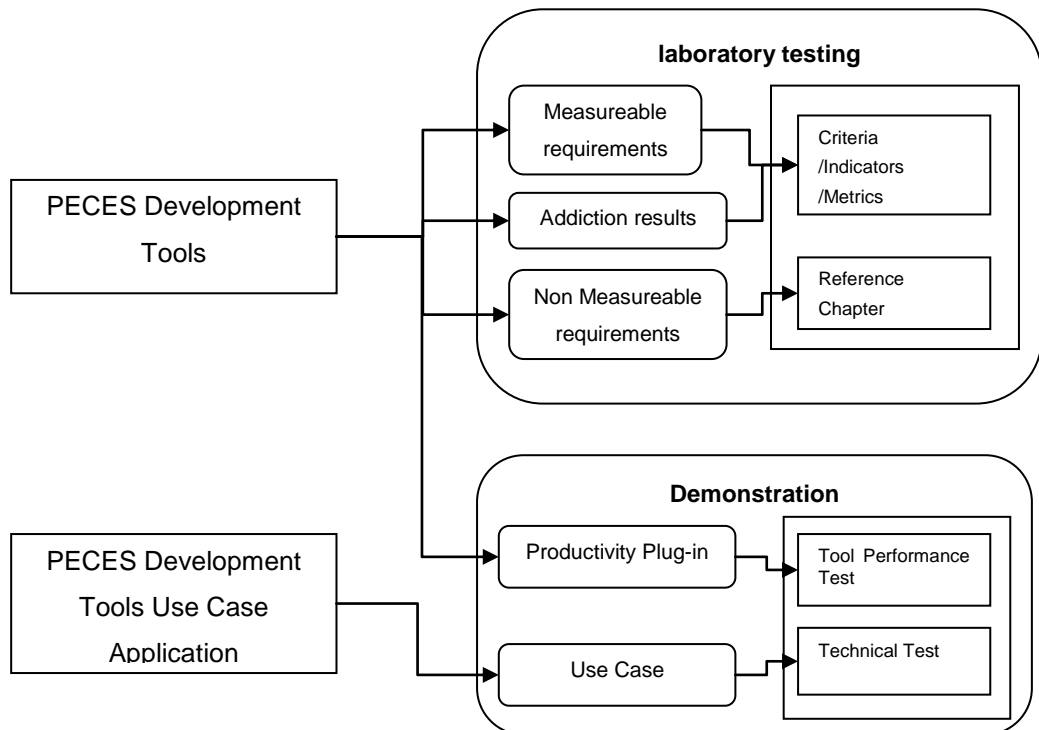 laboratory testing
Measureable
requirements
Addiction results
Non Measureable
requirements
Criteria
/Indicators
/Metrics
Reference
Chapter
PECES Development
Tools
Demonstration
Productivity Plug-in
Use Case
Tool Performance
Test
Technical Test
PECES Development
Tools Use Case
Application